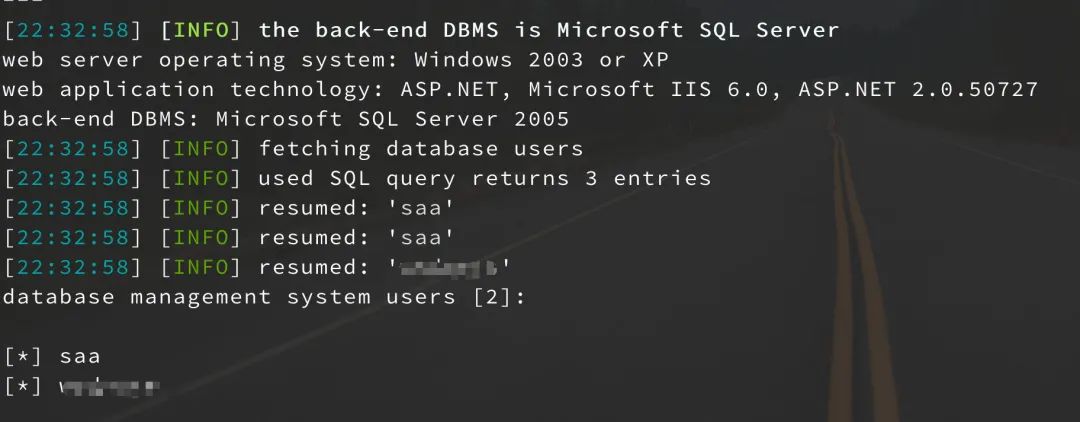 [22:32:58] [INFO] the back-end DBMS is Microsoft SQL Server
web server operating system: Windows 2003 or XP
web application technology: ASP.NET, Microsoft IIS 6.0, ASP.NET 2.0.50727
back-end DBMS: Microsoft SQL Server 2005
[22:32:58] [INFO] fetching database users
[22:32:58] [INFO] used SQL query returns 3 entries
[22:32:58] [INFO] resumed: 'saa'
[22:32:58] [INFO] resumed: 'saa'
[22:32:58] [INFO] resumed: ' '
database management system users [2]:
[*] saa
[*]